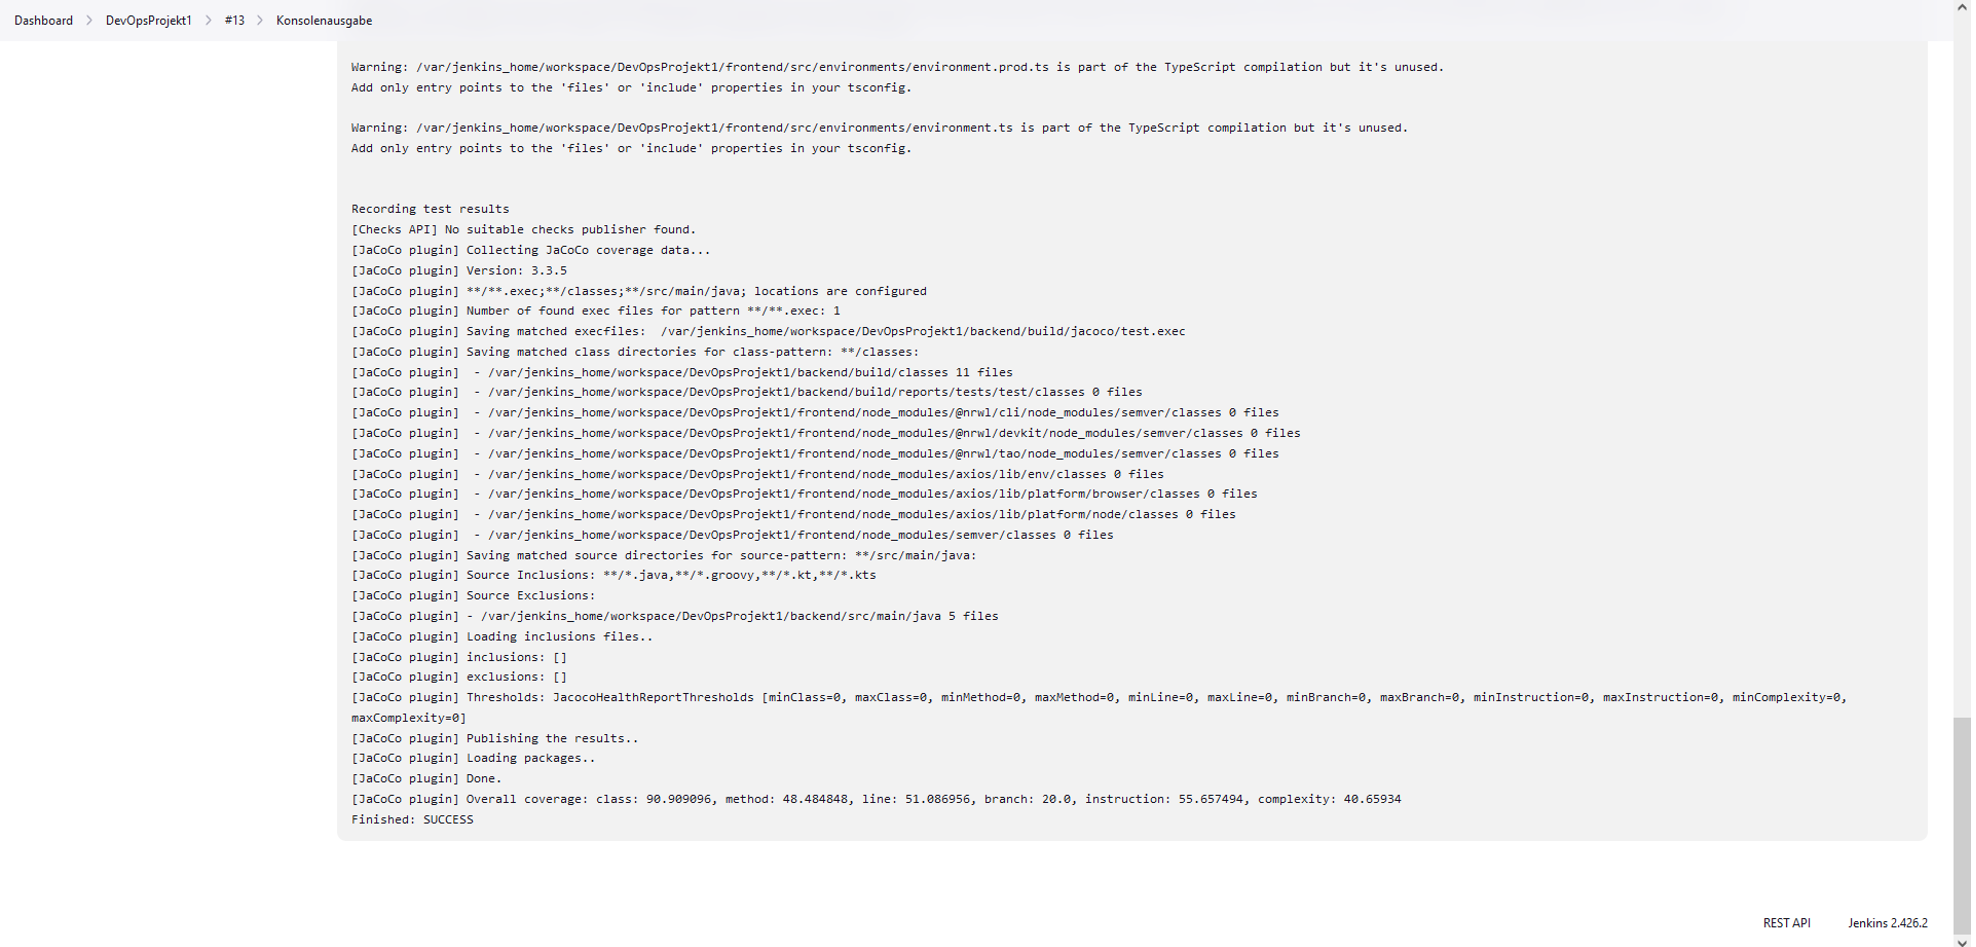 Dashboard > DevOpsProjekt1 > #13 > Konsolenausgabe
Warning: /var/jenkins_home/workspace/DevOpsProjekt1/frontend/src/environments/environment.prod.ts is part of the TypeScript compilation but it's unused.
Add only entry points to the 'files' or 'include' properties in your tsconfig.
Warning: /var/jenkins_home/workspace/DevOpsProjekt1/frontend/src/environments/environment.ts is part of the TypeScript compilation but it's unused.
Add only entry points to the 'files' or 'include' properties in your tsconfig.
Recording test results
[Checks API] No suitable checks publisher found.
[JaCoCo plugin] Collecting JaCoCo coverage data...
[JaCoCo plugin] Version: 3.3.5
[JaCoCo plugin] **/**.exec;**/classes;**/src/main/java; locations are configured
[JaCoCo plugin] Number of found exec files for pattern **/**.exec: 1
[JaCoCo plugin] Saving matched execfiles:  /var/jenkins_home/workspace/DevOpsProjekt1/backend/build/jacoco/test.exec
[JaCoCo plugin] Saving matched class directories for class-pattern: **/classes:
[JaCoCo plugin]  - /var/jenkins_home/workspace/DevOpsProjekt1/backend/build/classes 11 files
[JaCoCo plugin]  - /var/jenkins_home/workspace/DevOpsProjekt1/backend/build/reports/tests/test/classes 0 files
[JaCoCo plugin]  - /var/jenkins_home/workspace/DevOpsProjekt1/frontend/node_modules/@nrwl/cli/node_modules/semver/classes 0 files
[JaCoCo plugin]  - /var/jenkins_home/workspace/DevOpsProjekt1/frontend/node_modules/@nrwl/devkit/node_modules/semver/classes 0 files
[JaCoCo plugin]  - /var/jenkins_home/workspace/DevOpsProjekt1/frontend/node_modules/@nrwl/tao/node_modules/semver/classes 0 files
[JaCoCo plugin]  - /var/jenkins_home/workspace/DevOpsProjekt1/frontend/node_modules/axios/lib/env/classes 0 files
[JaCoCo plugin]  - /var/jenkins_home/workspace/DevOpsProjekt1/frontend/node_modules/axios/lib/platform/browser/classes 0 files
[JaCoCo plugin]  - /var/jenkins_home/workspace/DevOpsProjekt1/frontend/node_modules/axios/lib/platform/node/classes 0 files
[JaCoCo plugin]  - /var/jenkins_home/workspace/DevOpsProjekt1/frontend/node_modules/semver/classes 0 files
[JaCoCo plugin] Saving matched source directories for source-pattern: **/src/main/java:
[JaCoCo plugin] Source Inclusions: **/*.java,**/*.groovy,**/*.kt,**/*.kts
[JaCoCo plugin] Source Exclusions:
[JaCoCo plugin] - /var/jenkins_home/workspace/DevOpsProjekt1/backend/src/main/java 5 files
[JaCoCo plugin] Loading inclusions files..
[JaCoCo plugin] inclusions: []
[JaCoCo plugin] exclusions: []
[JaCoCo plugin] Thresholds: JacocoHealthReportThresholds [minClass=0, maxClass=0, minMethod=0, maxMethod=0, minLine=0, maxLine=0, minBranch=0, maxBranch=0, minInstruction=0, maxInstruction=0, minComplexity=0,
maxComplexity=0]
[JaCoCo plugin] Publishing the results..
[JaCoCo plugin] Loading packages..
[JaCoCo plugin] Done.
[JaCoCo plugin] Overall coverage: class: 90.909096, method: 48.484848, line: 51.086956, branch: 20.0, instruction: 55.657494, complexity: 40.65934
Finished: SUCCESS
REST API Jenkins 2.426.2